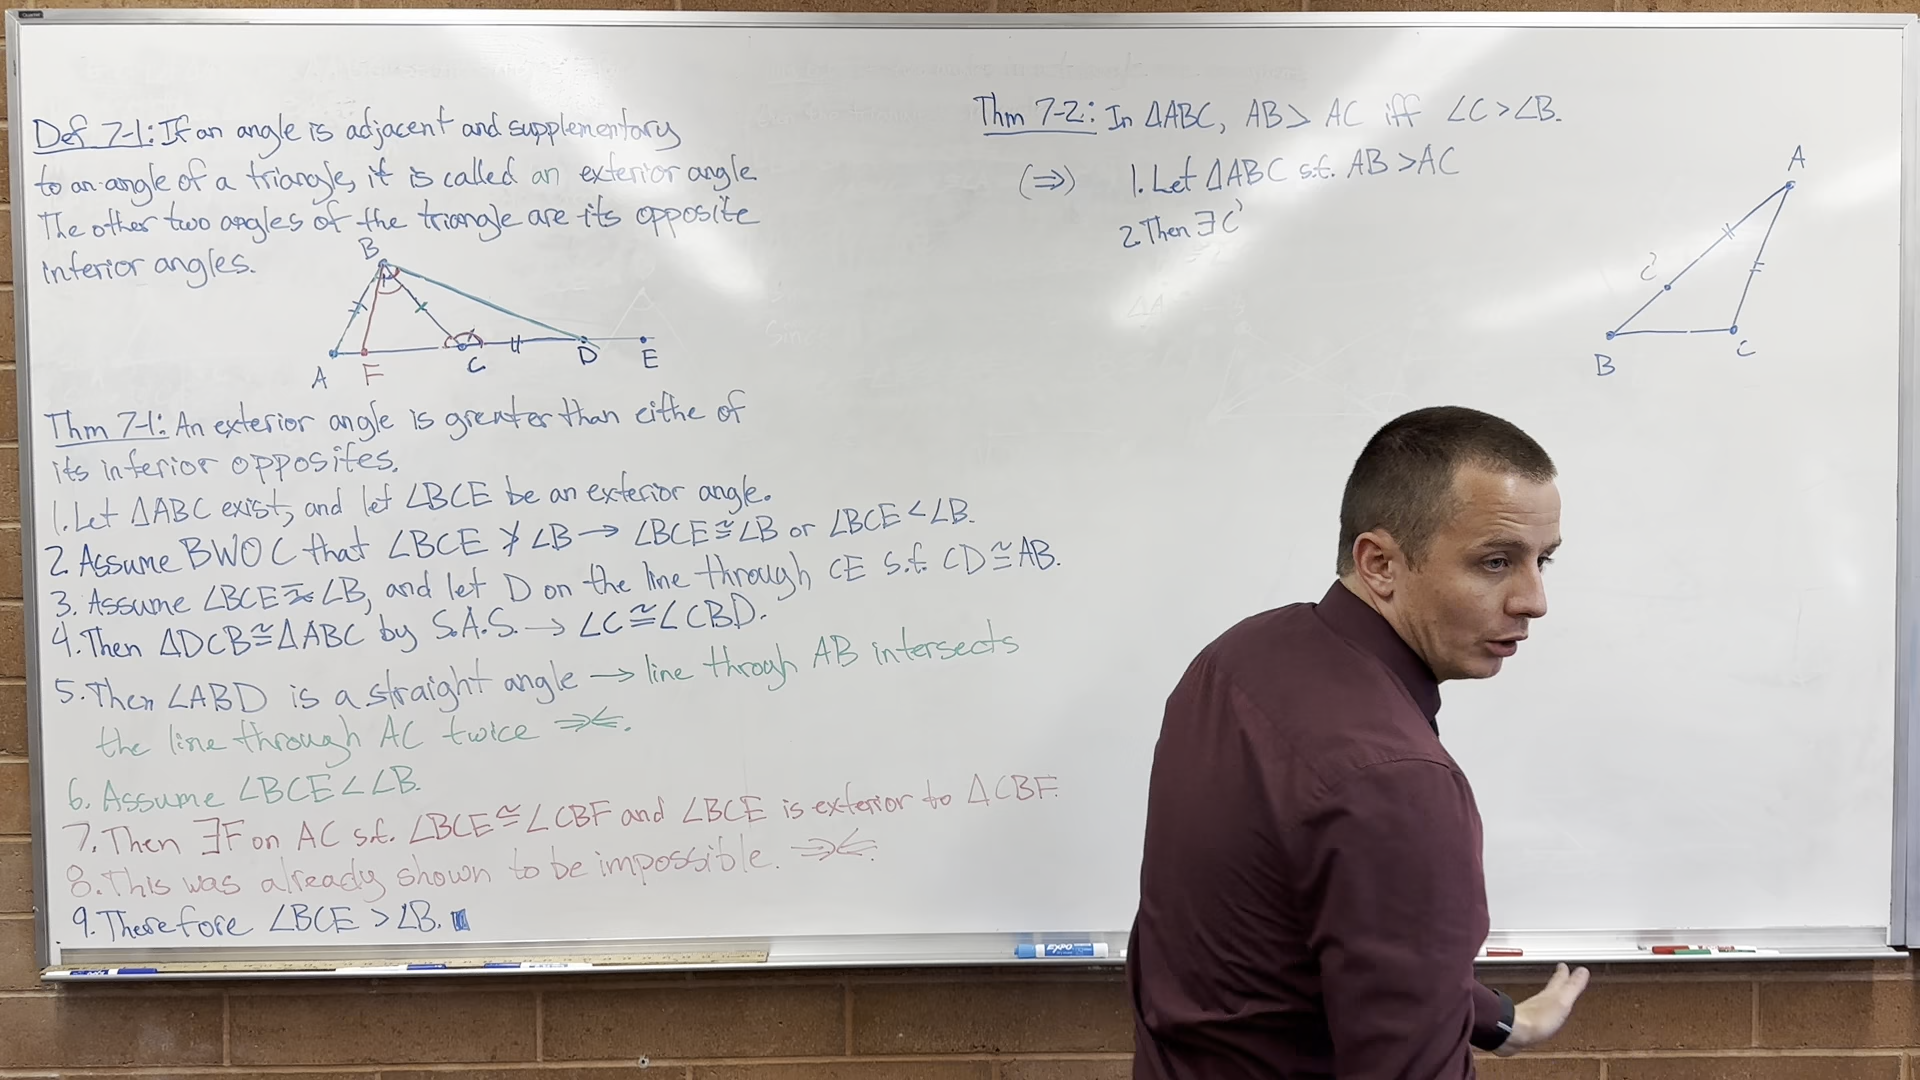 Def 7-1: If an angle is adjacent and supplementary
to an angle of a triangle, it is called an exterior angle.
The other two angles of the triangle are its opposite
interior angles.
B
A
F
C
D
E
Thm 7-1: An exterior angle is greater than eithe of
its interior opposites.
1. Let ΔABC exist, and let ∠BCE be an exterior angle.
2. Assume BWOC that ∠BCE ≯ ∠B → ∠BCE ≅ ∠B or ∠BCE < ∠B.
3. Assume ∠BCE ≅ ∠B, and let D on the line through CE s.t. CD ≅ AB.
4. Then ΔDCB ≅ ΔABC by S.A.S. → ∠C ≅ ∠CBD.
5. Then ∠ABD is a straight angle → line through AB intersects
the line through AC twice ⇒⇐.
6. Assume ∠BCE < ∠B.
7. Then ∃F on AC s.t. ∠BCE ≅ ∠CBF and ∠BCE is exterior to ΔCBF.
8. This was already shown to be impossible. ⇒⇐.
9. Therefore ∠BCE > ∠B. ∎
Thm 7-2: In ΔABC, AB > AC iff ∠C > ∠B.
(⇒) 1. Let ΔABC s.t. AB > AC
2. Then ∃ C'
A
B
C
EXPO